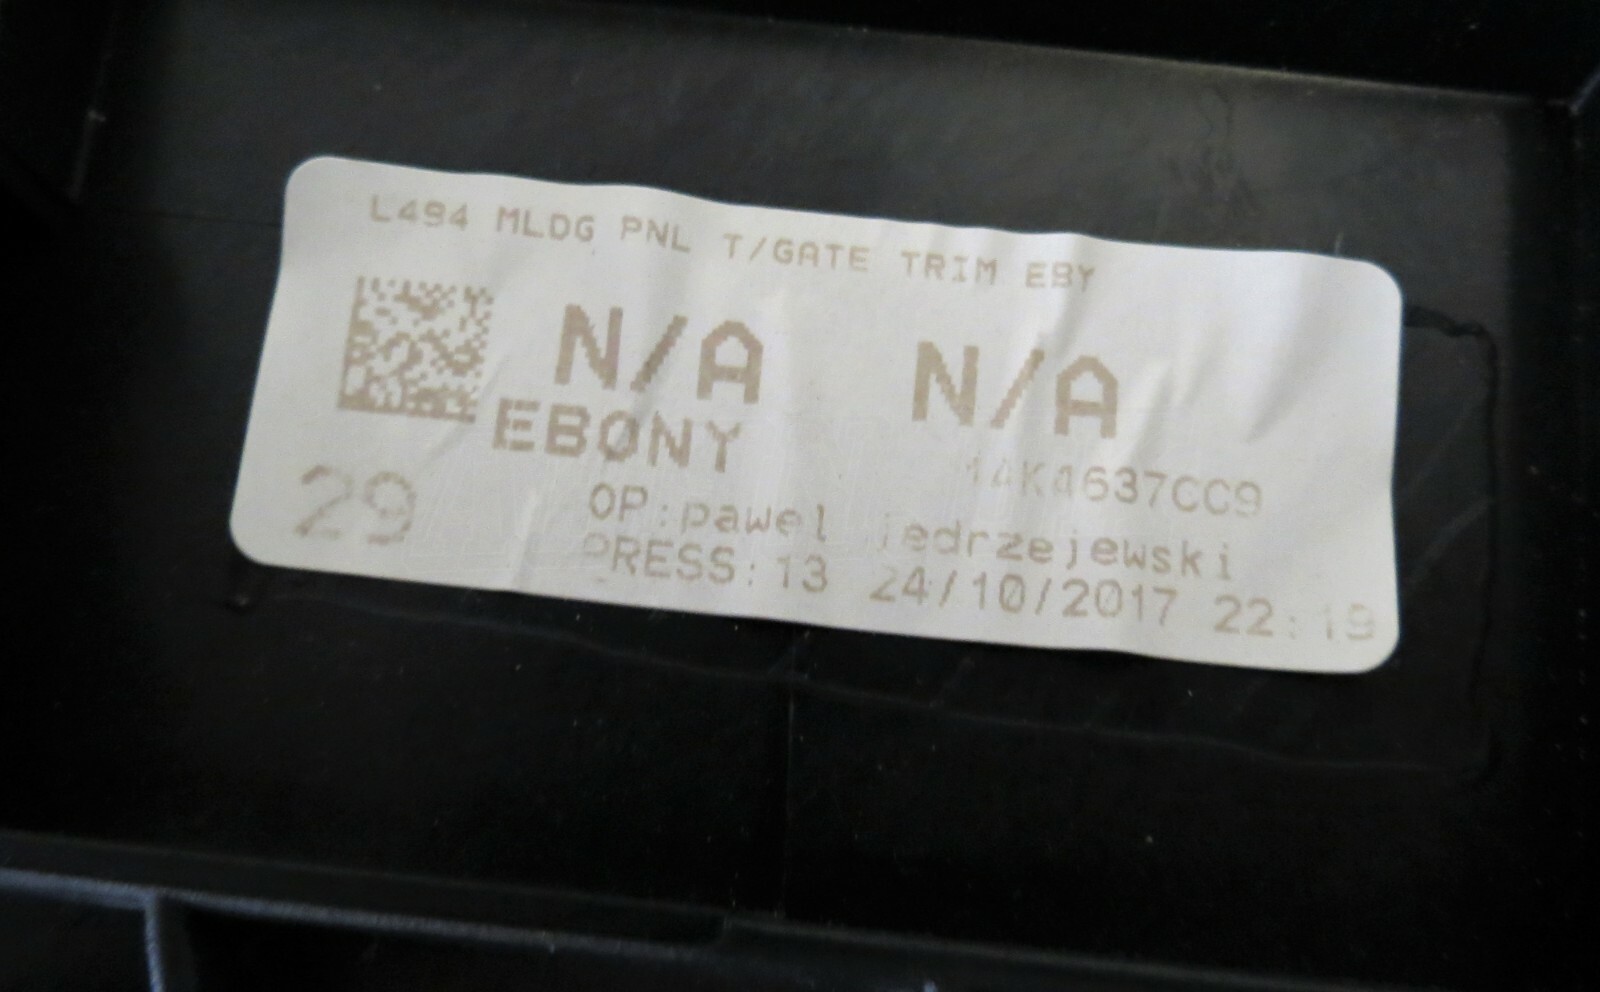 L494 MLDG PNL T/GATE TRIM EBY
N/A N/A
EBONY
14K4637CC9
29
OP:pawel jedrzejewski
PRESS:13 24/10/2017 22:19